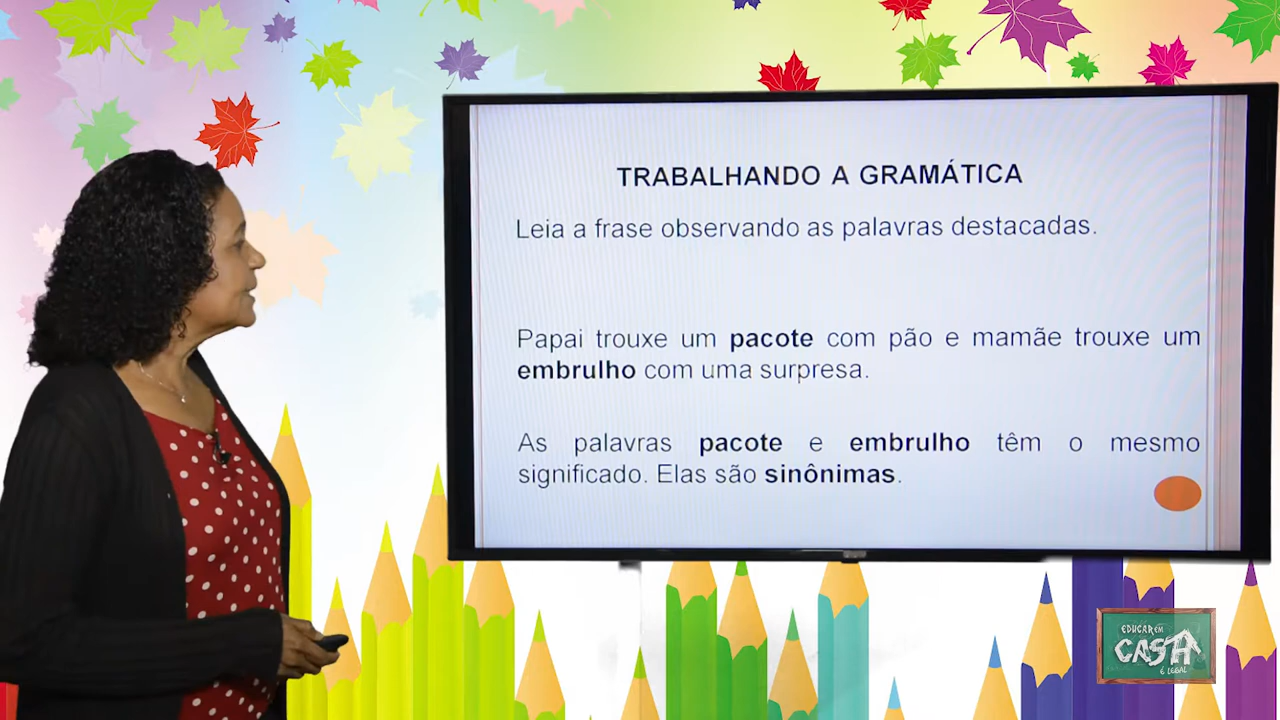 TRABALHANDO A GRAMÁTICA
Leia a frase observando as palavras destacadas.
Papai trouxe um pacote com pão e mamãe trouxe um
embrulho com uma surpresa.
As palavras pacote e embrulho têm o mesmo
significado. Elas são sinônimas.
EDUCAR EM
CASA
É LEGAL